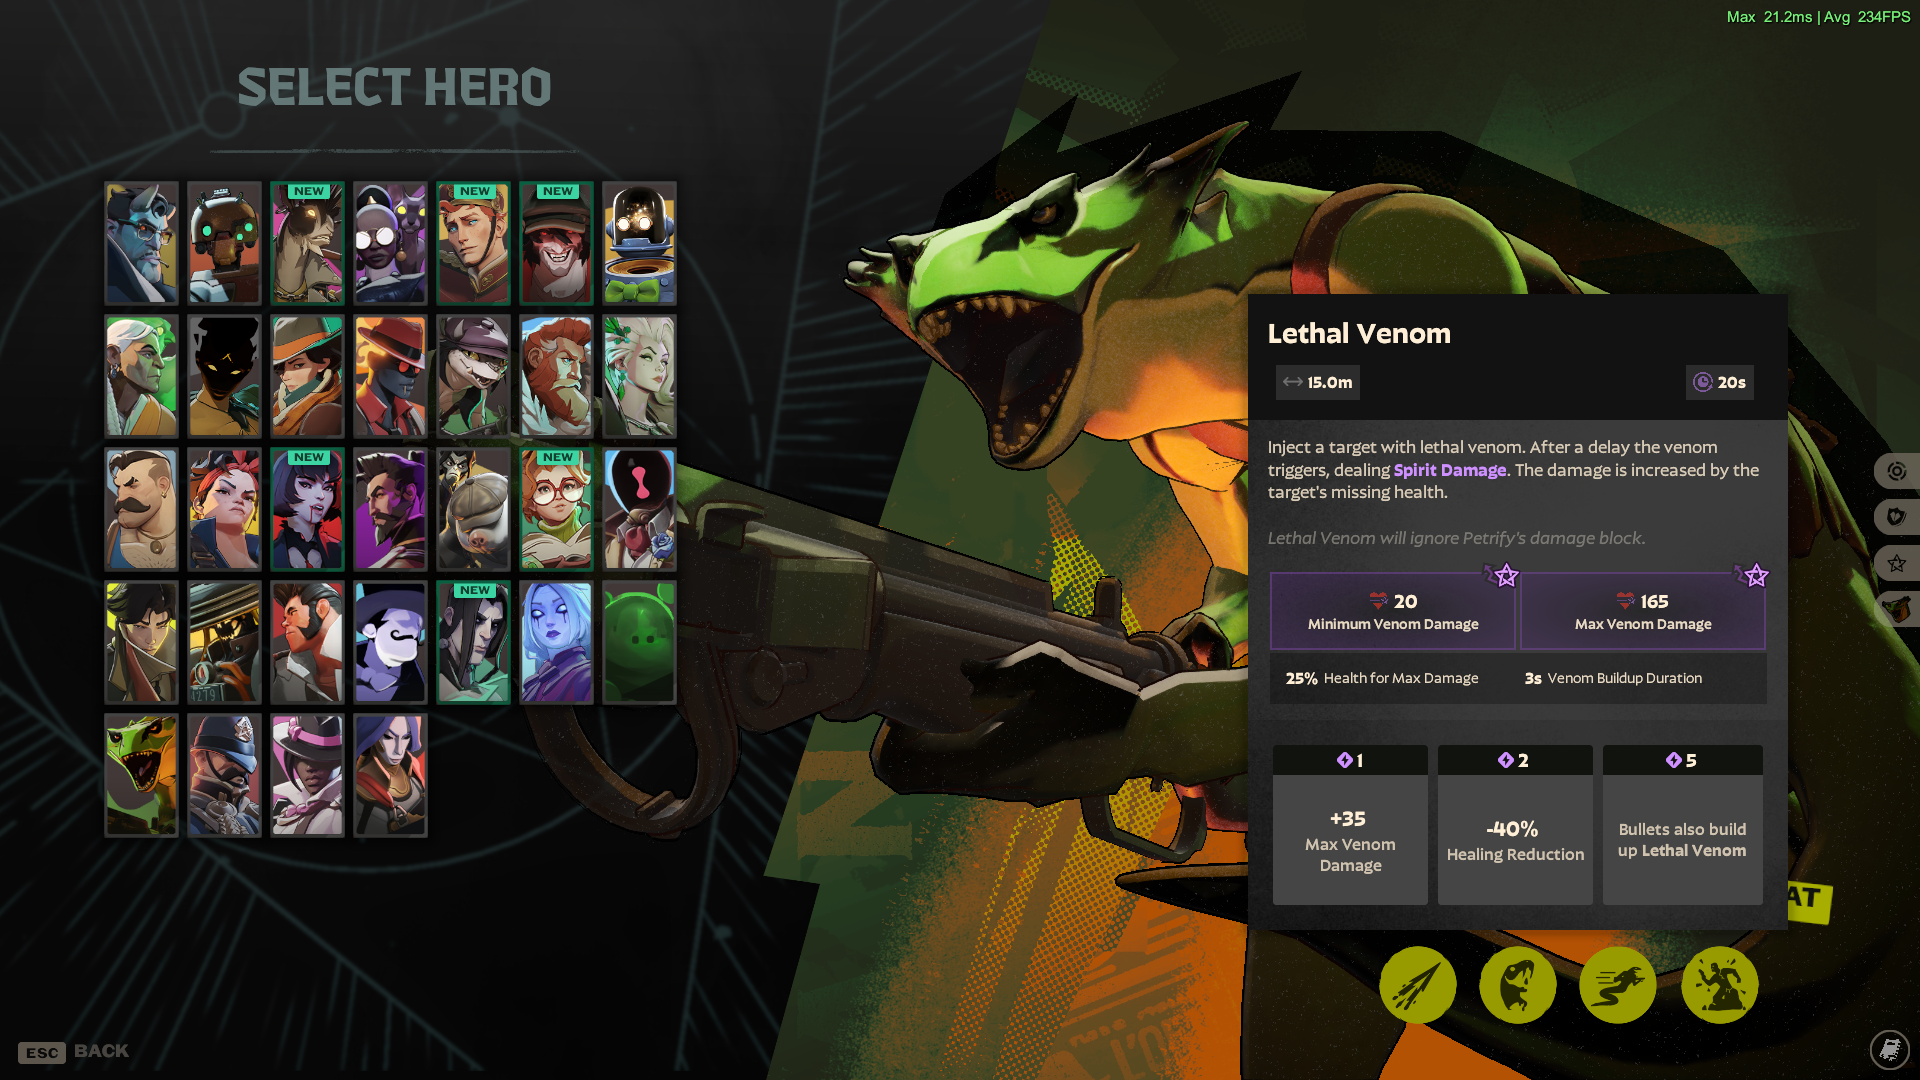 Max 21.2ms | Avg 234FPS
SELECT HERO
NEW
NEW
NEW
NEW
NEW
NEW
4279
Lethal Venom
15.0m
20s
Inject a target with lethal venom. After a delay the venom
triggers, dealing Spirit Damage. The damage is increased by the
target's missing health.
Lethal Venom will ignore Petrify's damage block.
20
Minimum Venom Damage
165
Max Venom Damage
25% Health for Max Damage
3s Venom Buildup Duration
1
+35
Max Venom
Damage
2
-40%
Healing Reduction
5
Bullets also build
up Lethal Venom
AT
ESC BACK